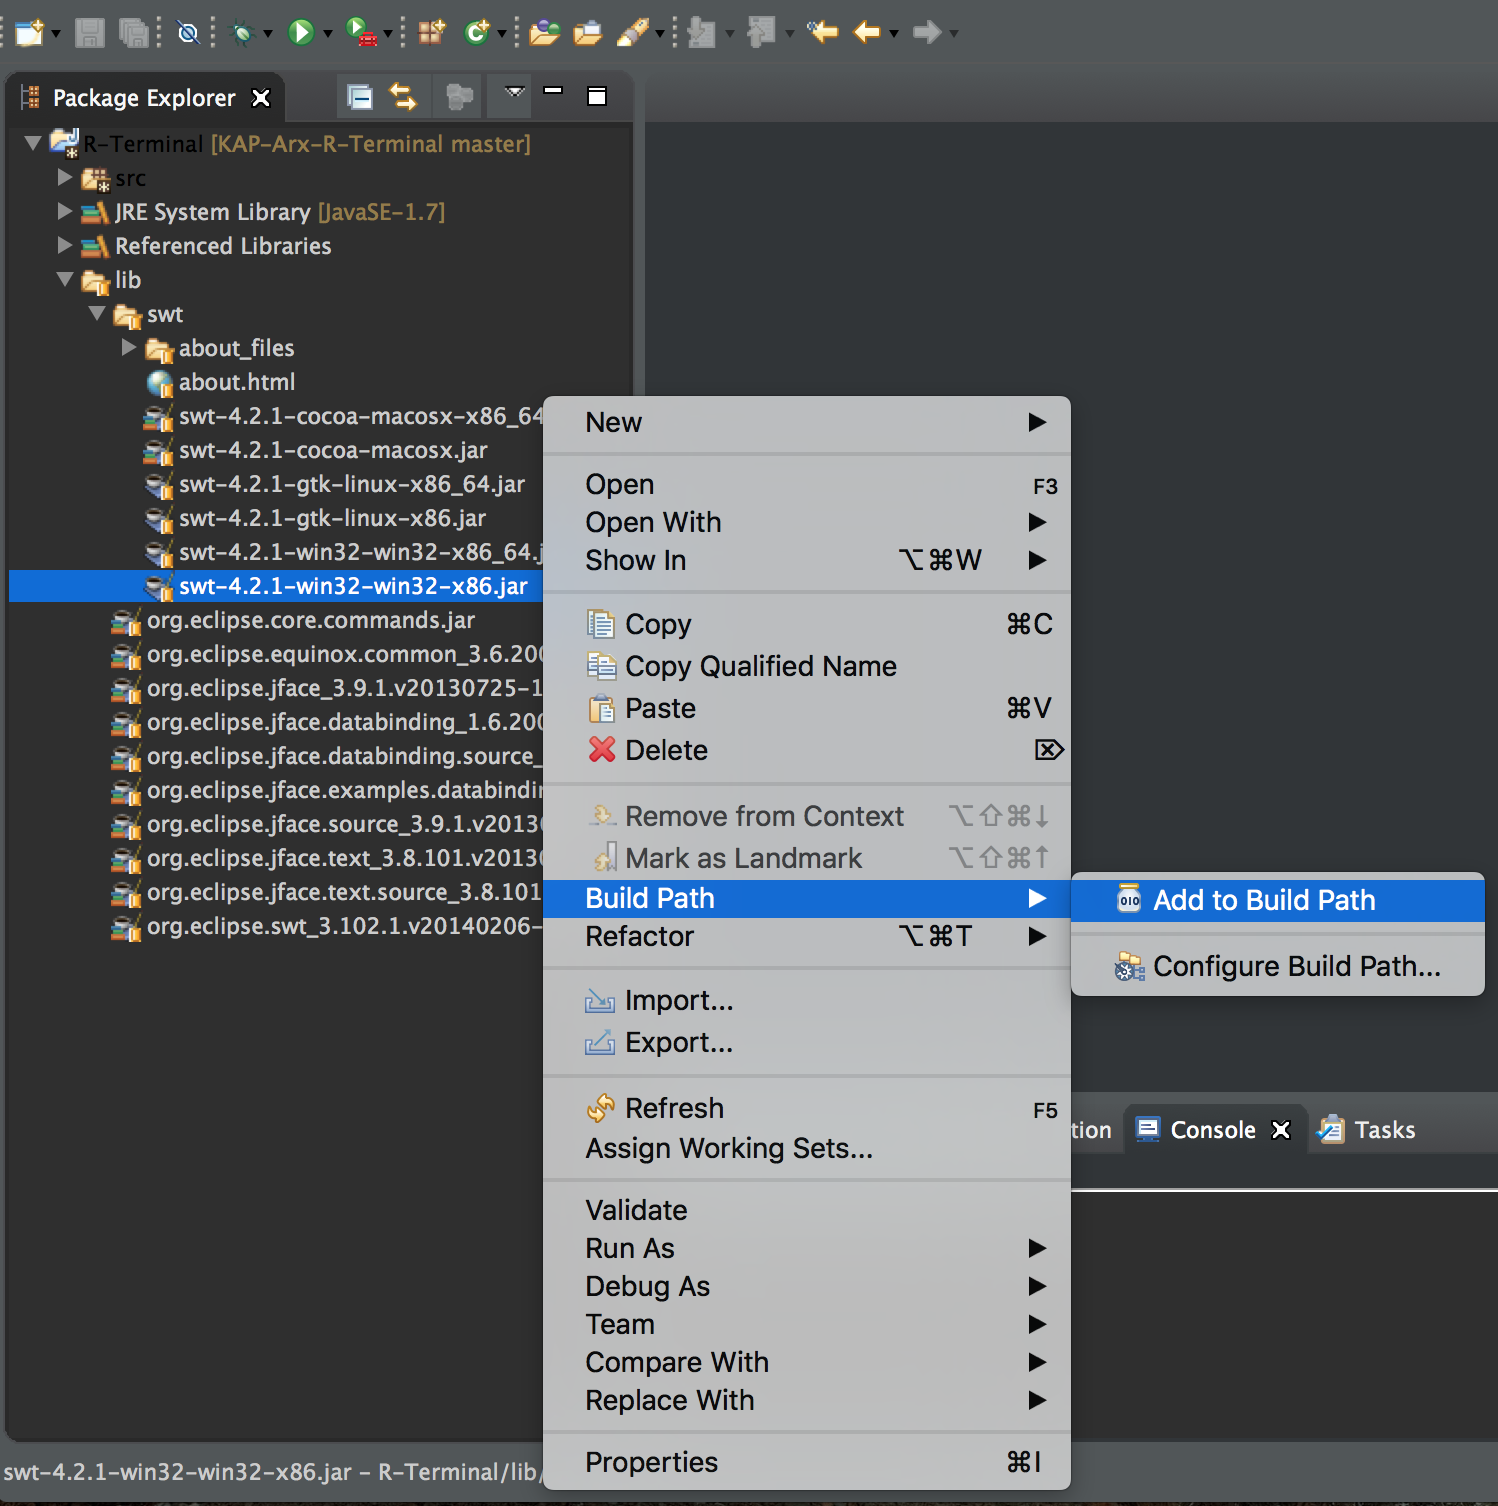 Package Explorer
R-Terminal [KAP-Arx-R-Terminal master]
src
JRE System Library [JavaSE-1.7]
Referenced Libraries
lib
swt
about_files
about.html
swt-4.2.1-cocoa-macosx-x86_64
swt-4.2.1-cocoa-macosx.jar
swt-4.2.1-gtk-linux-x86_64.jar
swt-4.2.1-gtk-linux-x86.jar
swt-4.2.1-win32-win32-x86_64.j
swt-4.2.1-win32-win32-x86.jar
org.eclipse.core.commands.jar
org.eclipse.equinox.common_3.6.200
org.eclipse.jface_3.9.1.v20130725-1
org.eclipse.jface.databinding_1.6.200
org.eclipse.jface.databinding.source_
org.eclipse.jface.examples.databindin
org.eclipse.jface.source_3.9.1.v20130
org.eclipse.jface.text_3.8.101.v20130
org.eclipse.jface.text.source_3.8.101
org.eclipse.swt_3.102.1.v20140206-
New
Open F3
Open With
Show In ⌥⌘W
Copy ⌘C
Copy Qualified Name
Paste ⌘V
Delete ⌦
Remove from Context ⌥⇧⌘↓
Mark as Landmark ⌥⇧⌘↑
Build Path
Refactor ⌥⌘T
Import...
Export...
Refresh F5
Assign Working Sets...
Validate
Run As
Debug As
Team
Compare With
Replace With
Properties ⌘I
010 Add to Build Path
Configure Build Path...
tion
Console
Tasks
swt-4.2.1-win32-win32-x86.jar - R-Terminal/lib/